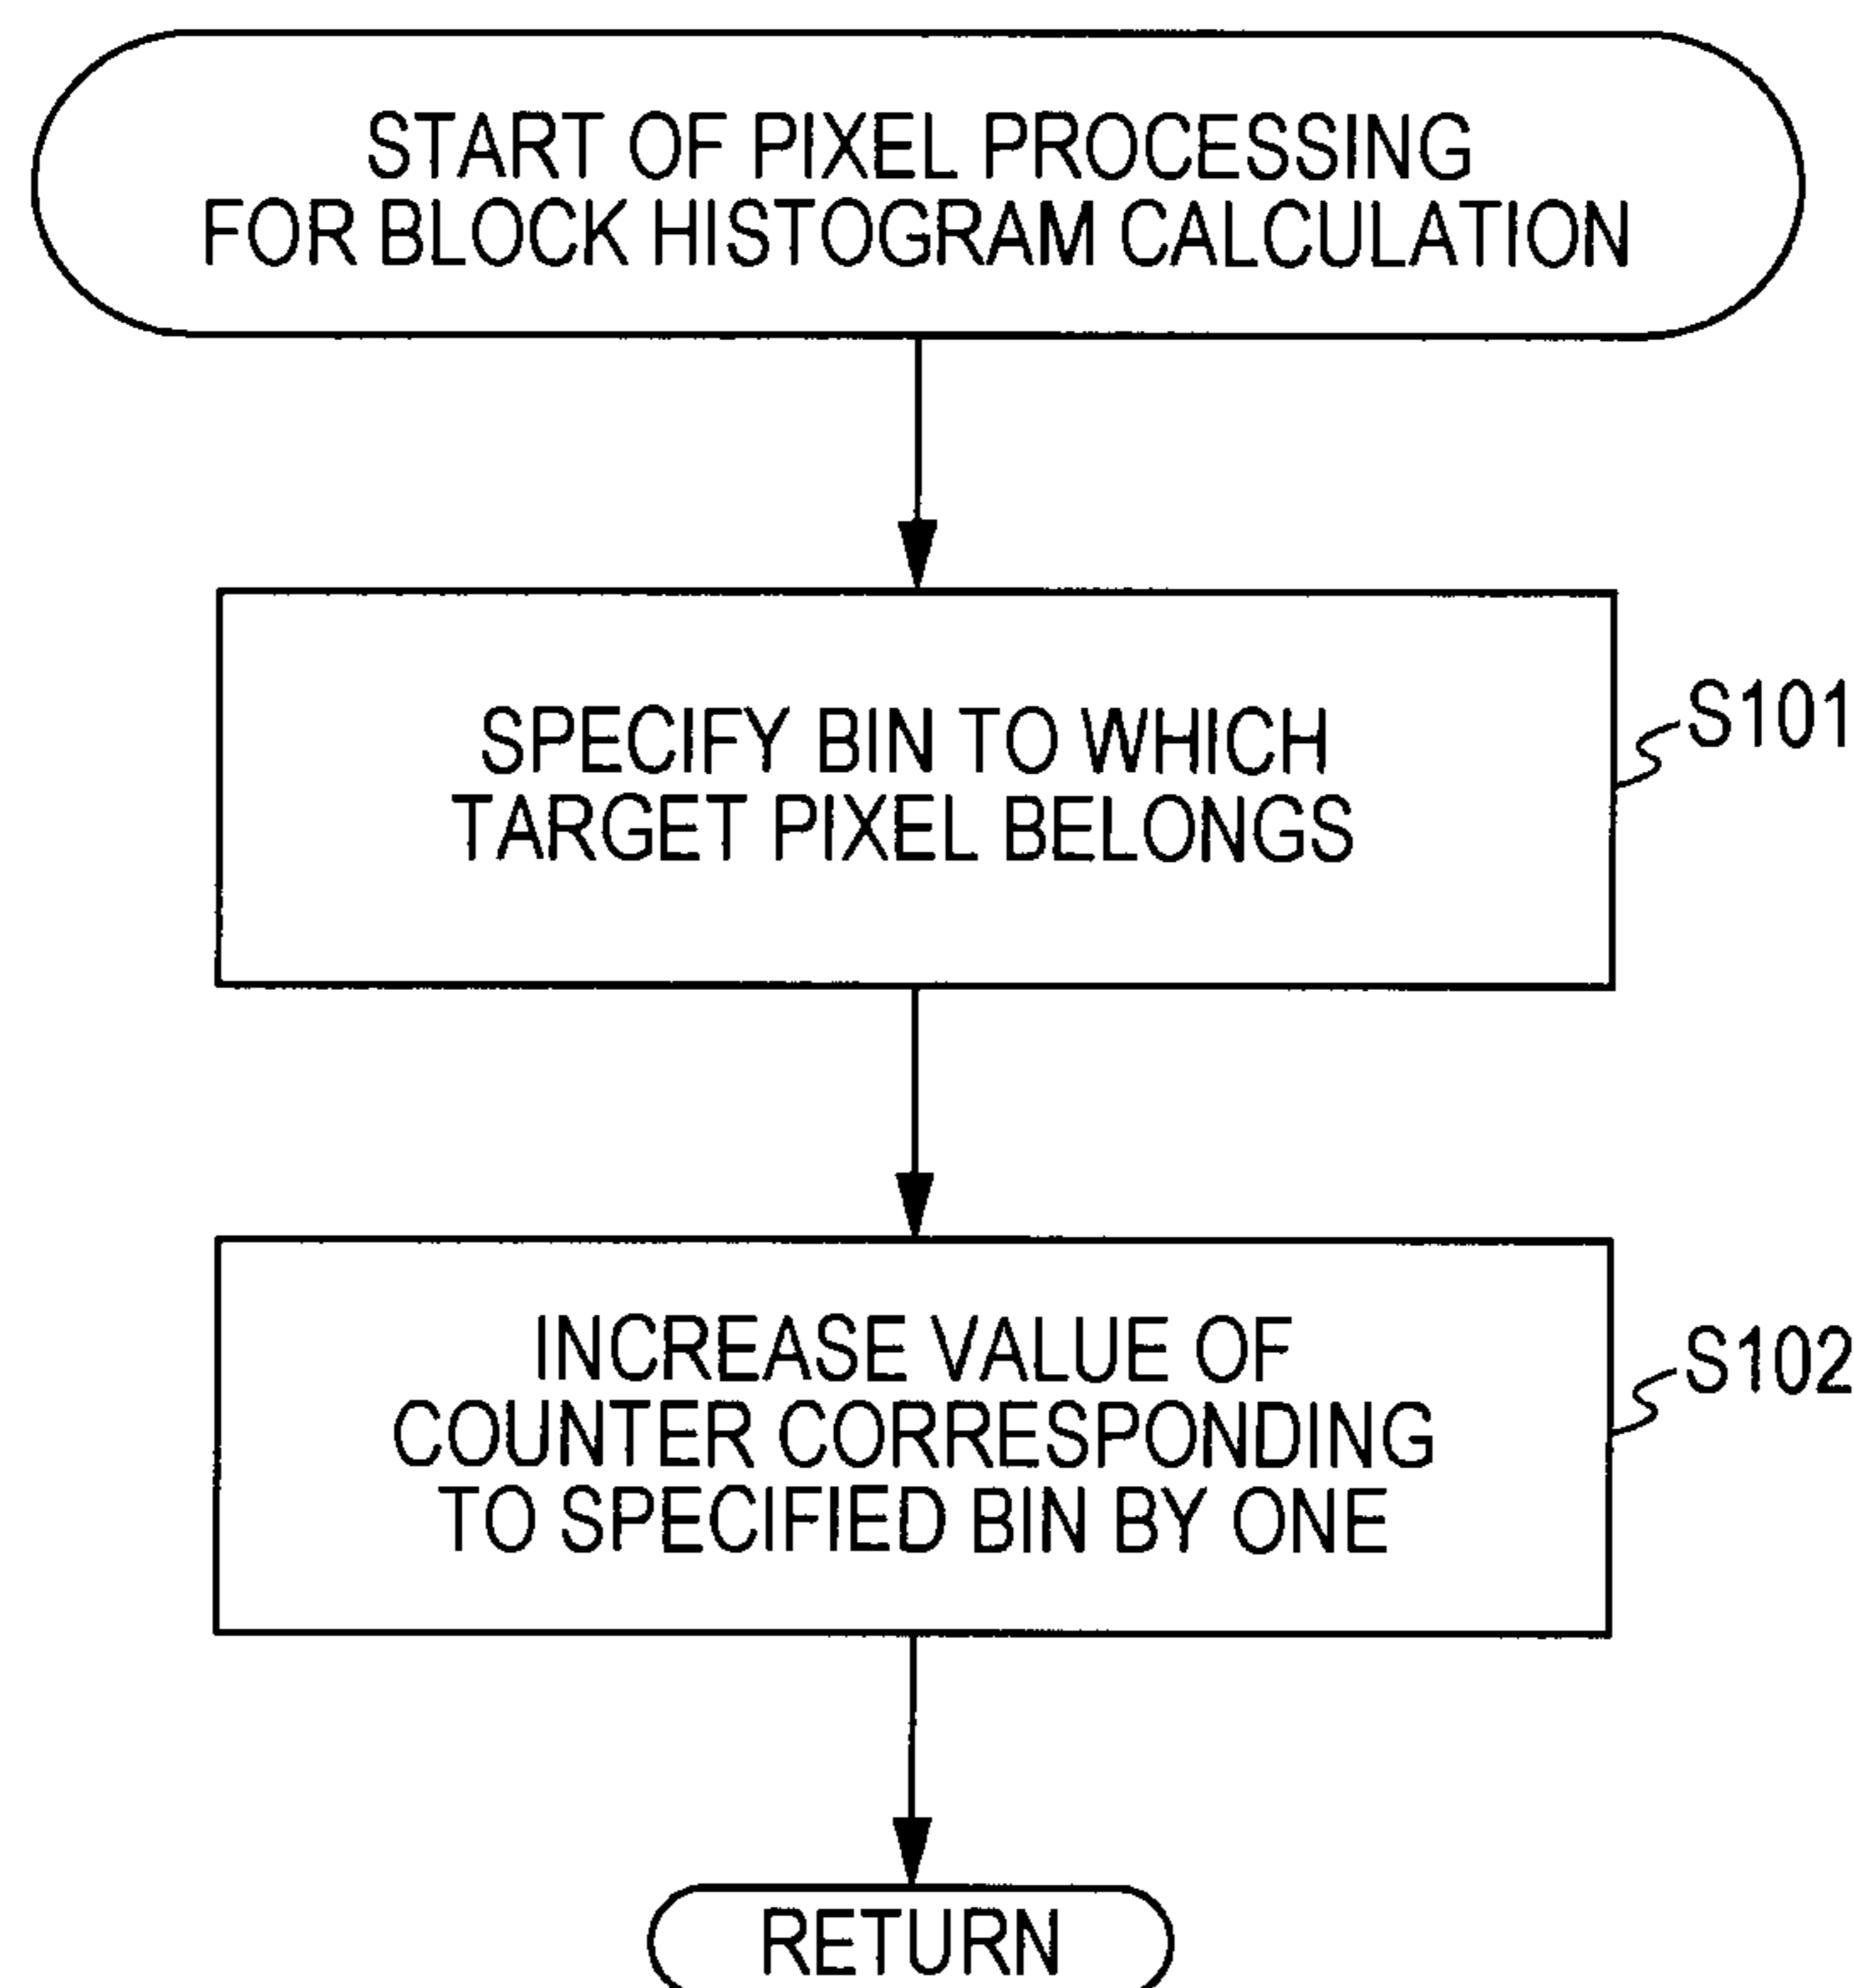 START OF PIXEL PROCESSING
FOR BLOCK HISTOGRAM CALCULATION
SPECIFY BIN TO WHICH
TARGET PIXEL BELONGS
S101
INCREASE VALUE OF
COUNTER CORRESPONDING
TO SPECIFIED BIN BY ONE
S102
RETURN